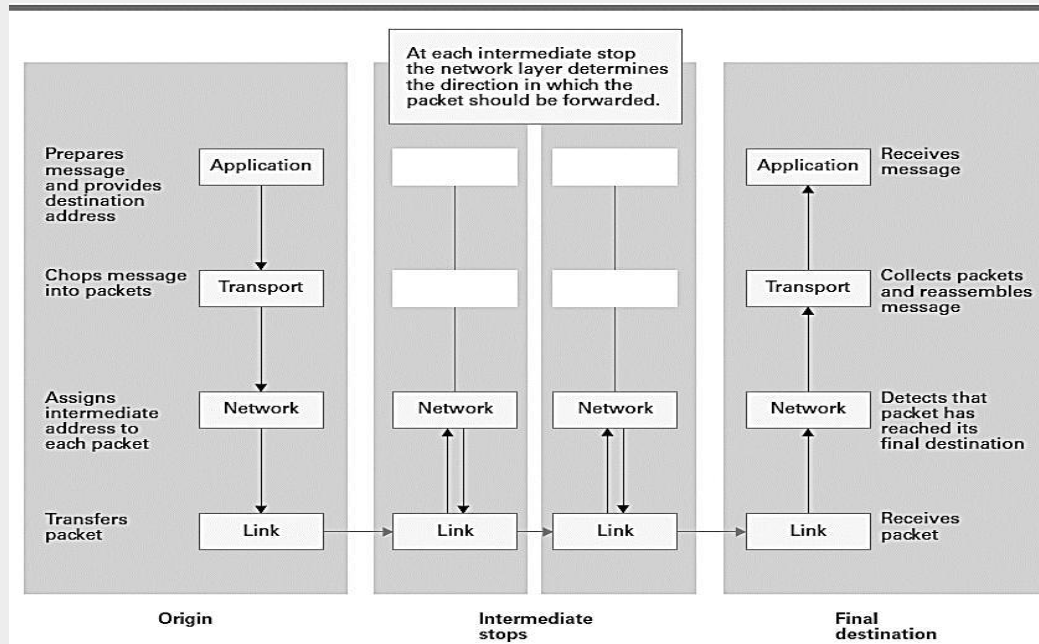 At each intermediate stop
the network layer determines
the direction in which the
packet should be forwarded.
Prepares
message
and provides
destination
address
Application
Application
Receives
message
Chops message
into packets
Transport
Transport
Collects packets
and reassembles
message
Assigns
intermediate
address to
each packet
Network
Network
Network
Network
Detects that
packet has
reached its
final destination
Transfers
packet
Link
Link
Link
Link
Receives
packet
Origin
Intermediate
stops
Final
destination